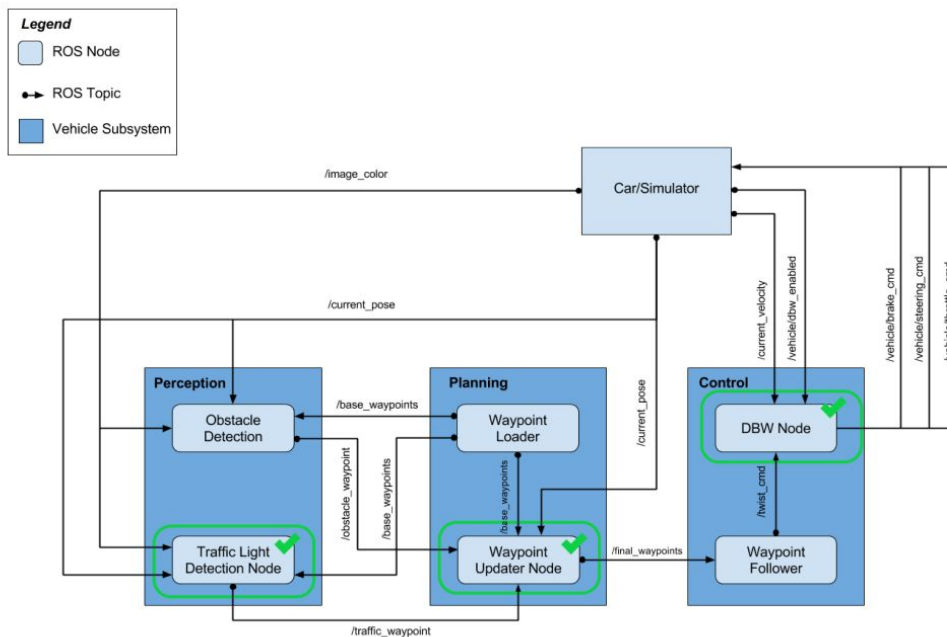 Legend
ROS Node
ROS Topic
Vehicle Subsystem
/image_color
Car/Simulator
/current_pose
/current_velocity
/vehicle/dbw_enabled
/vehicle/brake_cmd
/vehicle/steering_cmd
Perception
Planning
Control
Obstacle
Detection
/base_waypoints
Waypoint
Loader
/current_pose
DBW Node
/obstacle_waypoint
/base_waypoints
/base_waypoints
/twist_cmd
Traffic Light
Detection Node
Waypoint
Updater Node
/final_waypoints
Waypoint
Follower
/traffic_waypoint